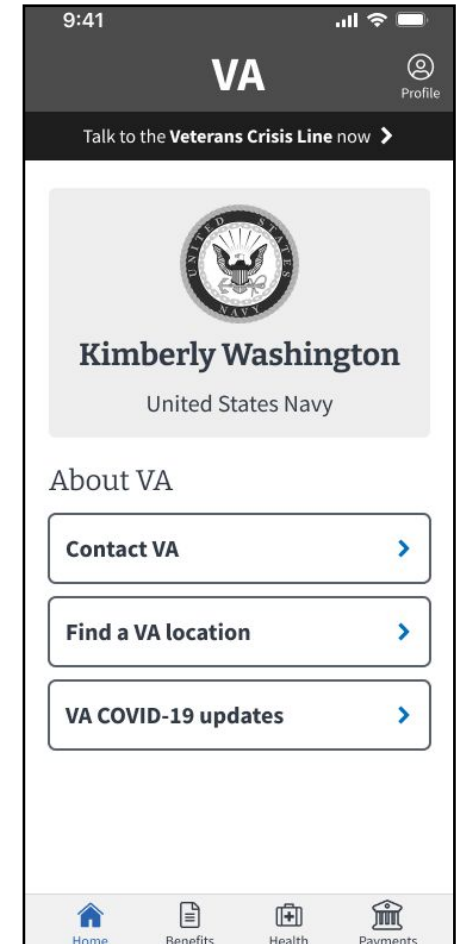 9:41
VA
Profile
Talk to the Veterans Crisis Line now
UNITED STATES
NAVY
Kimberly Washington
United States Navy
About VA
Contact VA
Find a VA location
VA COVID-19 updates
Home Benefits Health Payments